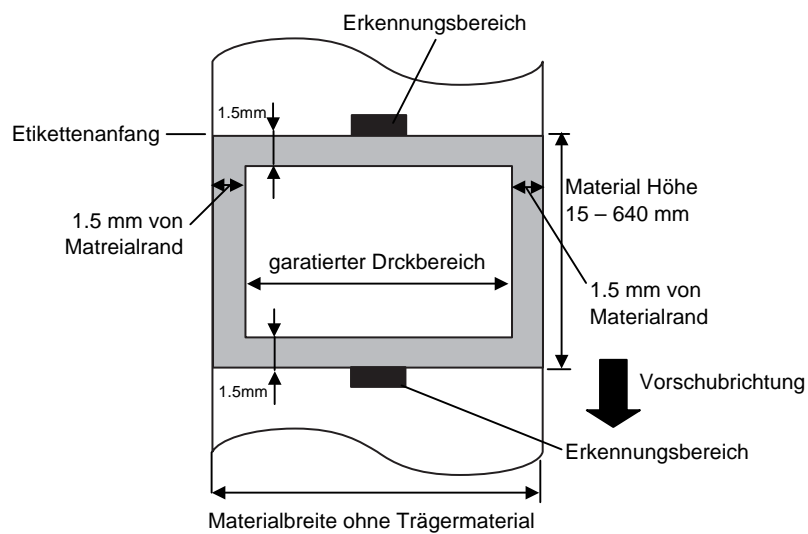 Erkennungsbereich
1.5mm
Etikettenanfang
Material Höhe
15 – 640 mm
1.5 mm von
Matreialrand
garatierter Drckbereich
1.5 mm von
Materialrand
Vorschubrichtung
1.5mm
Erkennungsbereich
Materialbreite ohne Trägermaterial